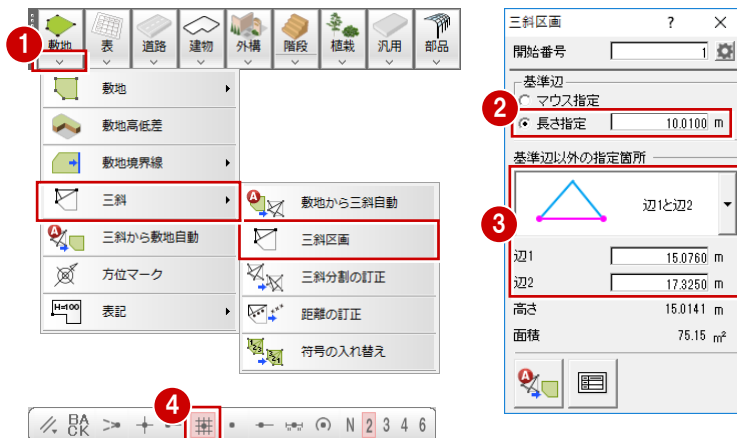 1
敷地 表 道路 建物 外構 階段 植栽 汎用 部品
敷地
敷地高低差
敷地境界線
三斜
三斜から敷地自動
方位マーク
H=100 表記
A 敷地から三斜自動
三斜区画
三斜分割の訂正
距離の訂正
符号の入れ替え
4
BA
CK
N 2 3 4 6
三斜区画 ? ×
開始番号 1
基準辺
マウス指定
2
長さ指定 10.0100 m
基準辺以外の指定箇所
3
辺1と辺2
辺1 15.0760 m
辺2 17.3250 m
高さ 15.0141 m
面積 75.15 m²
A